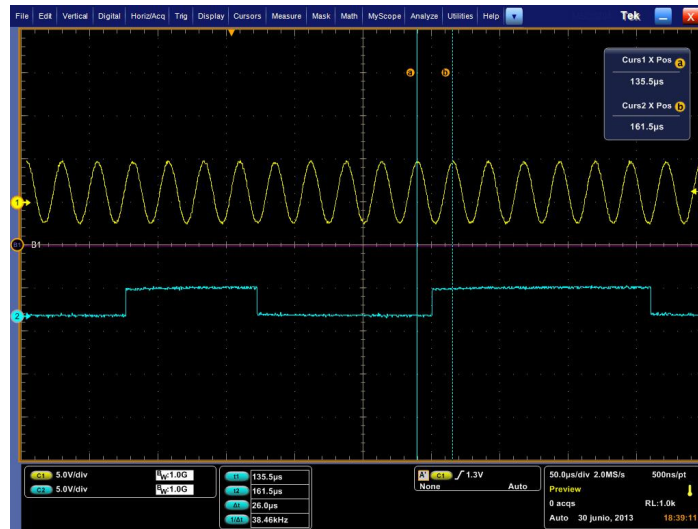 File Edit Vertical Digital Horiz/Acq Trig Display Cursors Measure Mask Math MyScope Analyze Utilities Help Tek X
a b
Curs1 X Pos a
135.5µs
Curs2 X Pos b
161.5µs
1
B1 B1
2
C1 5.0V/div BW:1.0G
C2 5.0V/div BW:1.0G
t1 135.5µs
t2 161.5µs
Δt 26.0µs
1/Δt 38.46kHz
A' C1 1.3V
None Auto
50.0µs/div 2.0MS/s 500ns/pt
Preview
0 acqs RL:1.0k
Auto 30 junio, 2013 18:39:11